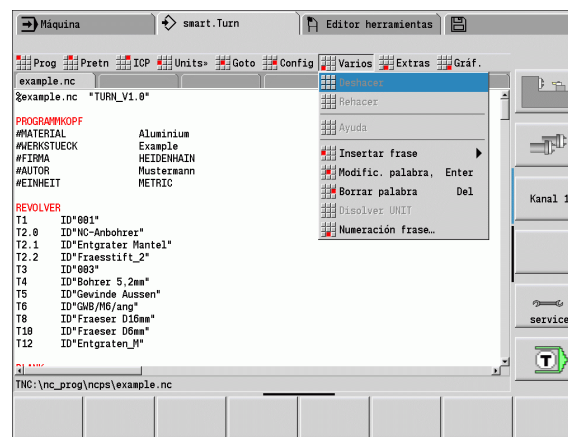 Máquina smart.Turn Editor herramientas
Prog Pretn ICP Units» Goto Config Varios Extras Gráf.
example.nc
%example.nc "TURN_V1.0"
PROGRAMMKOPF
#MATERIAL Aluminium
#WERKSTUECK Example
#FIRMA HEIDENHAIN
#AUTOR Mustermann
#EINHEIT METRIC
REVOLVER
T1 ID"001"
T2.0 ID"NC-Anbohrer"
T2.1 ID"Entgrater Mantel"
T2.2 ID"Fraesstift_2"
T3 ID"003"
T4 ID"Bohrer 5,2mm"
T5 ID"Gewinde Aussen"
T6 ID"GWB/M6/ang"
T8 ID"Fraeser D16mm"
T10 ID"Fraeser D6mm"
T12 ID"Entgraten_M"
Deshacer
Rehacer
Ayuda
Insertar frase
Modific. palabra, Enter
Borrar palabra Del
Disolver UNIT
Numeración frase…
TNC:\nc_prog\ncps\example.nc
Kanal 1
service
T